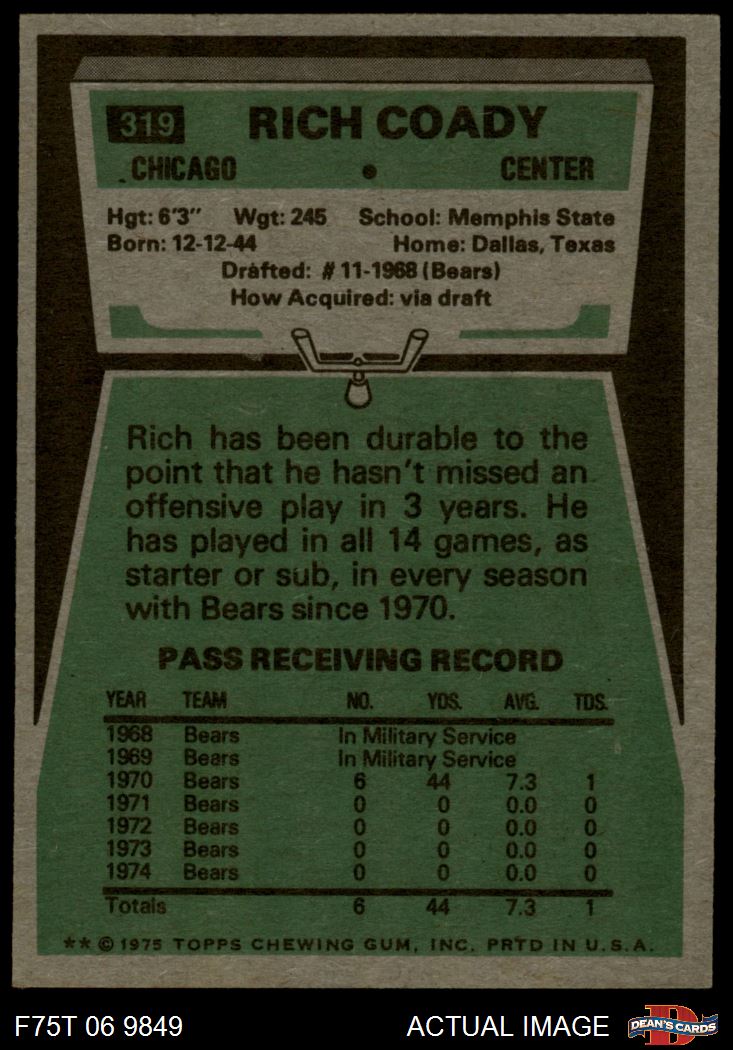 319 RICH COADY
CHICAGO • CENTER
Hgt: 6'3" Wgt: 245 School: Memphis State
Born: 12-12-44 Home: Dallas, Texas
Drafted: #11-1968 (Bears)
How Acquired: via draft
Rich has been durable to the
point that he hasn't missed an
offensive play in 3 years. He
has played in all 14 games, as
starter or sub, in every season
with Bears since 1970.
PASS RECEIVING RECORD
YEAR TEAM NO. YDS. AVG. TDS.
1968 Bears In Military Service
1969 Bears In Military Service
1970 Bears 6 44 7.3 1
1971 Bears 0 0 0.0 0
1972 Bears 0 0 0.0 0
1973 Bears 0 0 0.0 0
1974 Bears 0 0 0.0 0
Totals 6 44 7.3 1
** © 1975 TOPPS CHEWING GUM, INC. PRTD IN U.S.A.
F75T 06 9849 ACTUAL IMAGE D DEAN'S CARDS